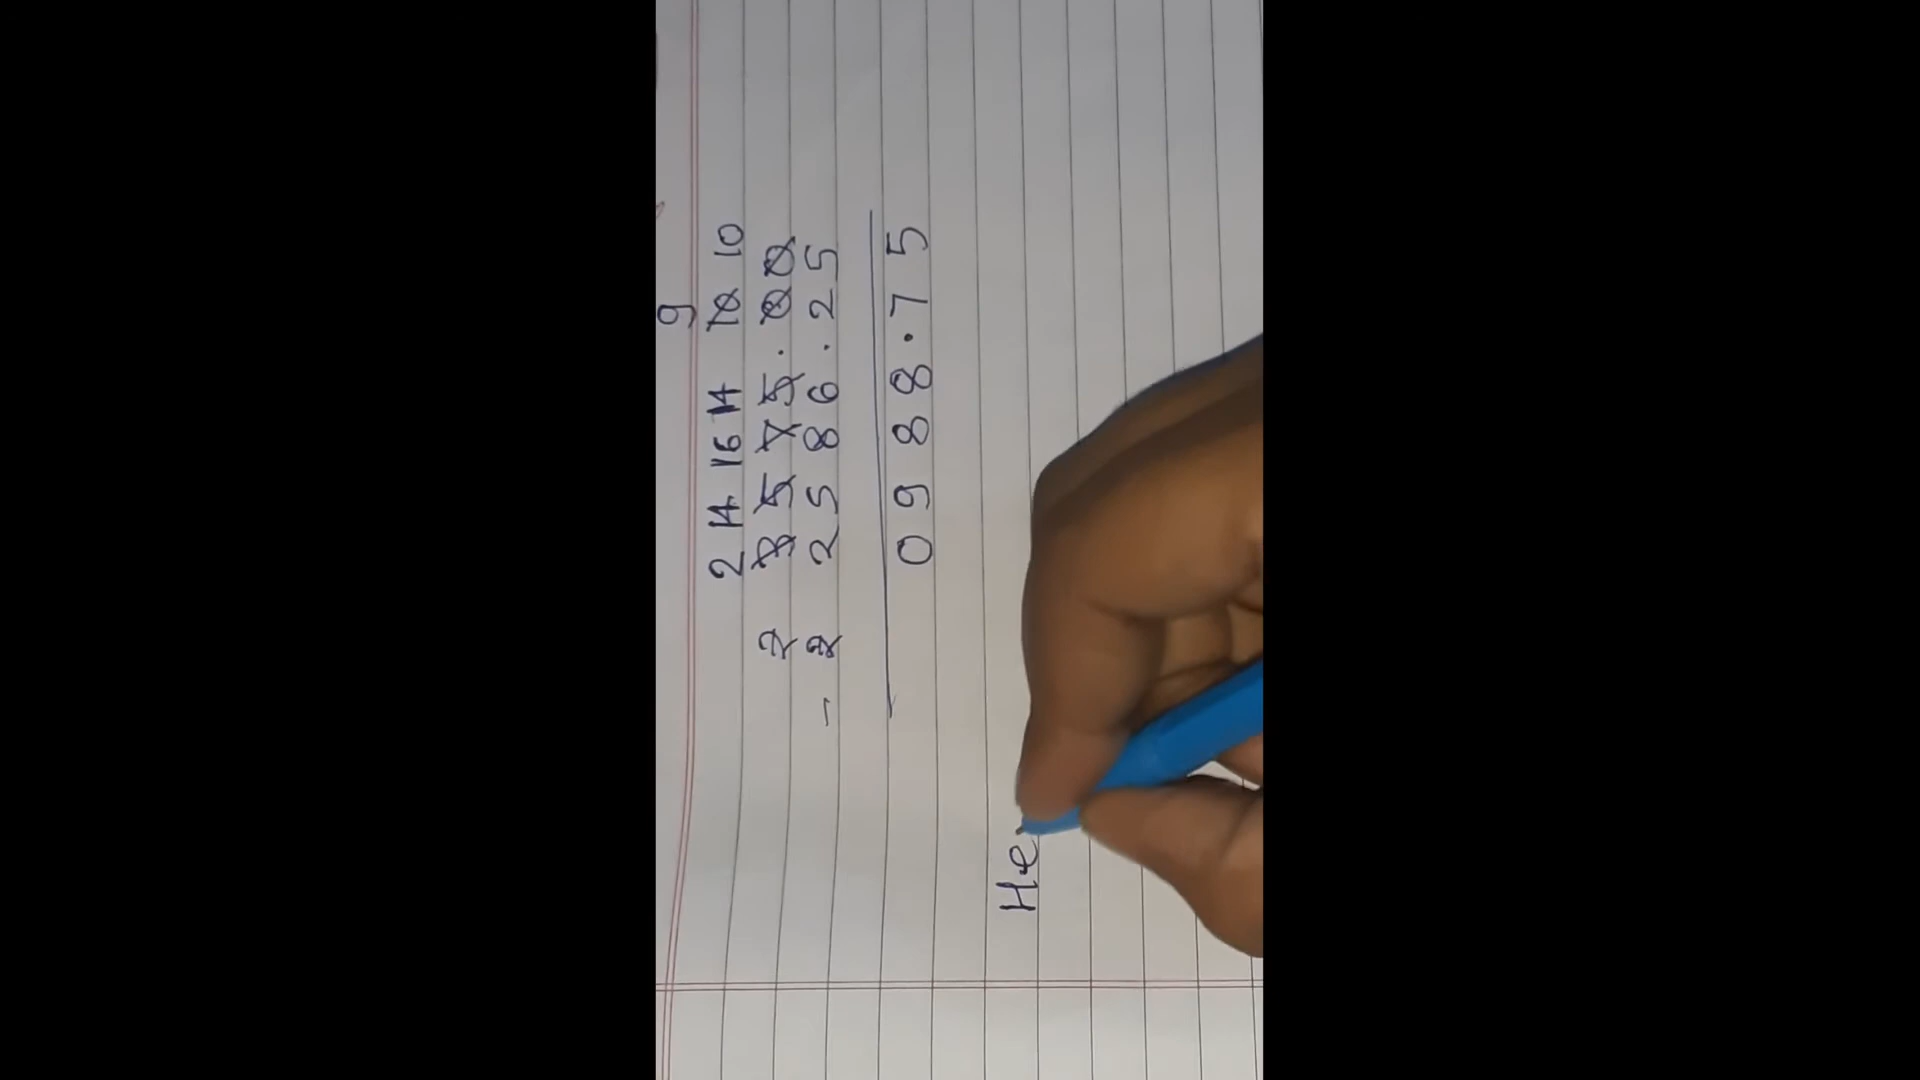 9
2 14 16 14 10 10
₹ 3575.00
- ₹ 2586.25
0988.75
He